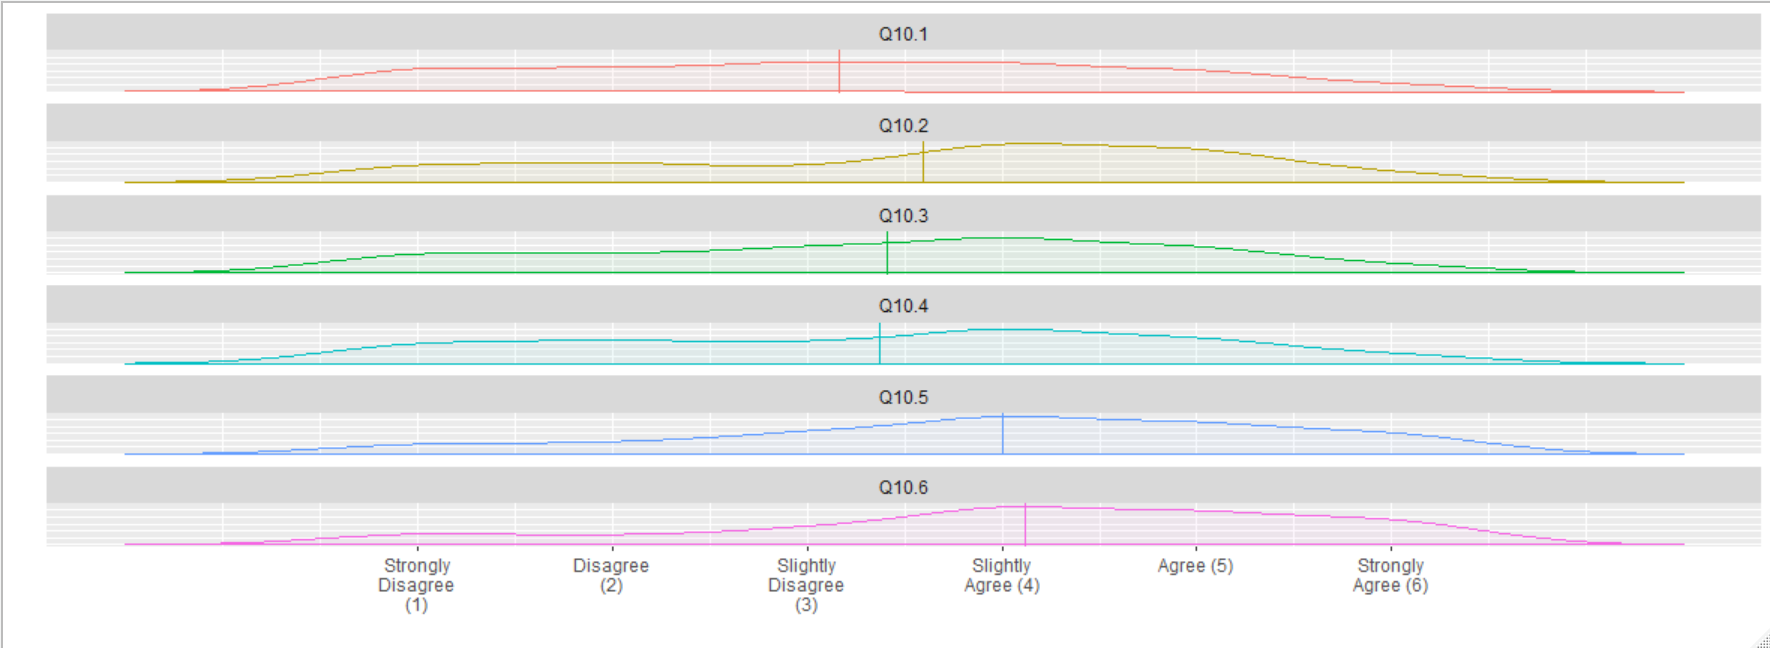 Q10.1
Q10.2
Q10.3
Q10.4
Q10.5
Q10.6
Strongly
Disagree
(1)
Disagree
(2)
Slightly
Disagree
(3)
Slightly
Agree (4)
Agree (5)
Strongly
Agree (6)